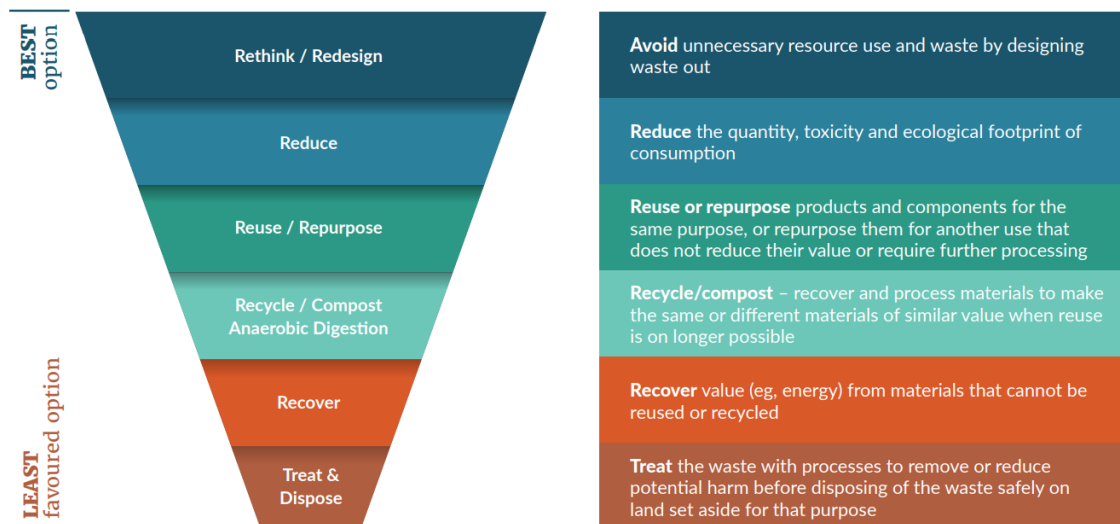 BEST
option
Rethink / Redesign
Avoid unnecessary resource use and waste by designing
waste out
Reduce
Reduce the quantity, toxicity and ecological footprint of
consumption
Reuse / Repurpose
Reuse or repurpose products and components for the
same purpose, or repurpose them for another use that
does not reduce their value or require further processing
Recycle / Compost
Anaerobic Digestion
Recycle/compost – recover and process materials to make
the same or different materials of similar value when reuse
is on longer possible
Recover
Recover value (eg, energy) from materials that cannot be
reused or recycled
LEAST
favoured option
Treat &
Dispose
Treat the waste with processes to remove or reduce
potential harm before disposing of the waste safely on
land set aside for that purpose